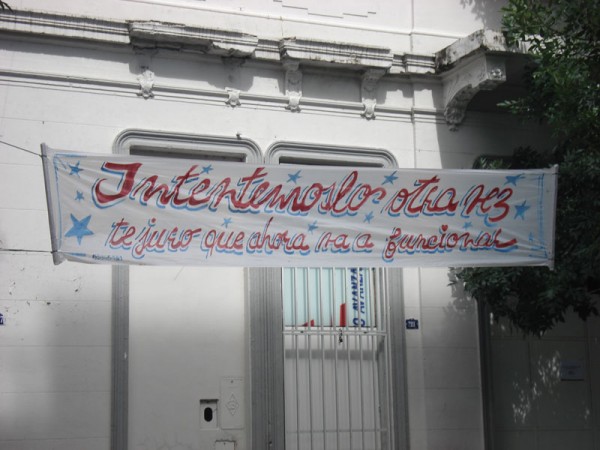 Intentemoslo otra vez
te juro que ahora va a funcionar